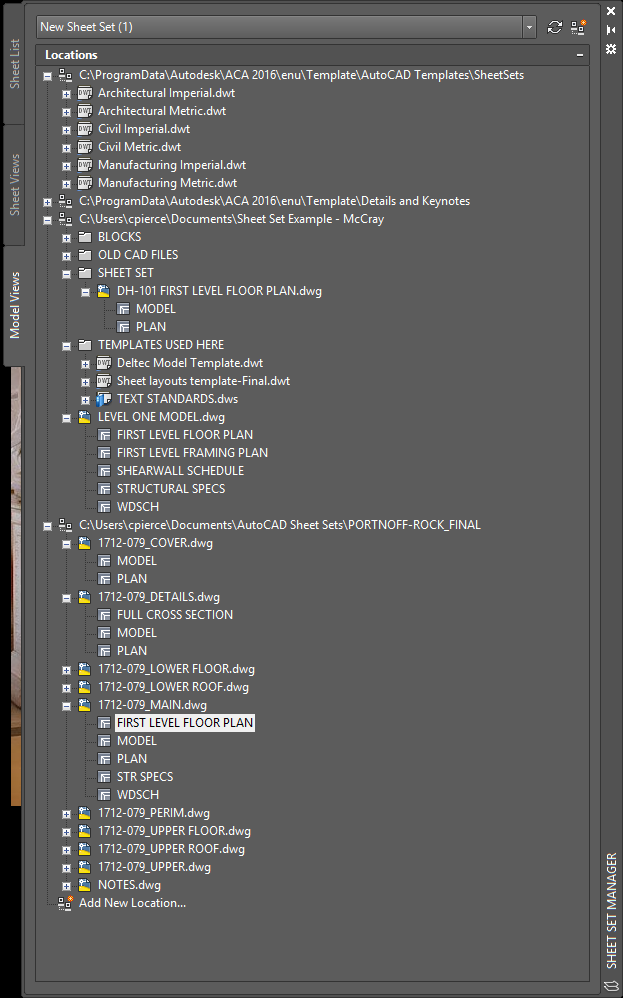 New Sheet Set (1)
Locations
C:\ProgramData\Autodesk\ACA 2016\enu\Template\AutoCAD Templates\SheetSets
DWT Architectural Imperial.dwt
DWT Architectural Metric.dwt
DWT Civil Imperial.dwt
DWT Civil Metric.dwt
DWT Manufacturing Imperial.dwt
DWT Manufacturing Metric.dwt
C:\ProgramData\Autodesk\ACA 2016\enu\Template\Details and Keynotes
C:\Users\cpierce\Documents\Sheet Set Example - McCray
BLOCKS
OLD CAD FILES
SHEET SET
DH-101 FIRST LEVEL FLOOR PLAN.dwg
MODEL
PLAN
TEMPLATES USED HERE
DWT Deltec Model Template.dwt
DWT Sheet layouts template-Final.dwt
TEXT STANDARDS.dws
LEVEL ONE MODEL.dwg
FIRST LEVEL FLOOR PLAN
FIRST LEVEL FRAMING PLAN
SHEARWALL SCHEDULE
STRUCTURAL SPECS
WDSCH
C:\Users\cpierce\Documents\AutoCAD Sheet Sets\PORTNOFF-ROCK_FINAL
1712-079_COVER.dwg
MODEL
PLAN
1712-079_DETAILS.dwg
FULL CROSS SECTION
MODEL
PLAN
1712-079_LOWER FLOOR.dwg
1712-079_LOWER ROOF.dwg
1712-079_MAIN.dwg
FIRST LEVEL FLOOR PLAN
MODEL
PLAN
STR SPECS
WDSCH
1712-079_PERIM.dwg
1712-079_UPPER FLOOR.dwg
1712-079_UPPER ROOF.dwg
1712-079_UPPER.dwg
NOTES.dwg
Add New Location...
Sheet List
Sheet Views
Model Views
SHEET SET MANAGER